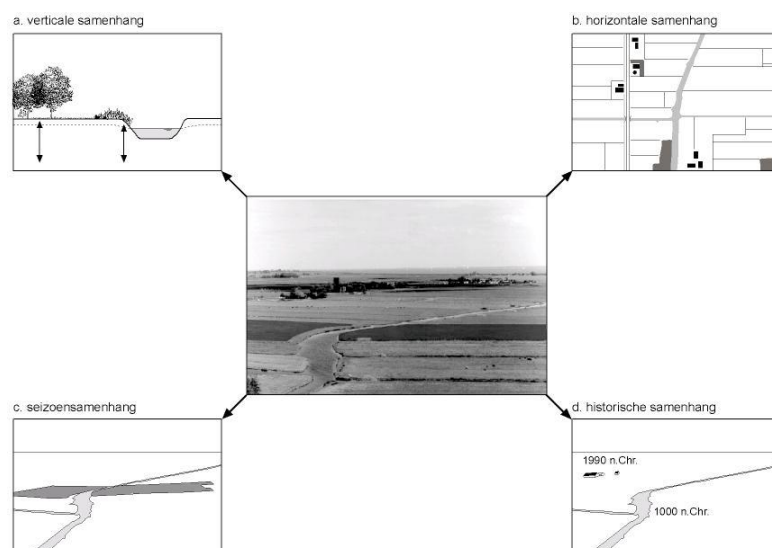 a. verticale samenhang
b. horizontale samenhang
c. seizoensamenhang
d. historische samenhang
1990 n.Chr.
1000 n.Chr.